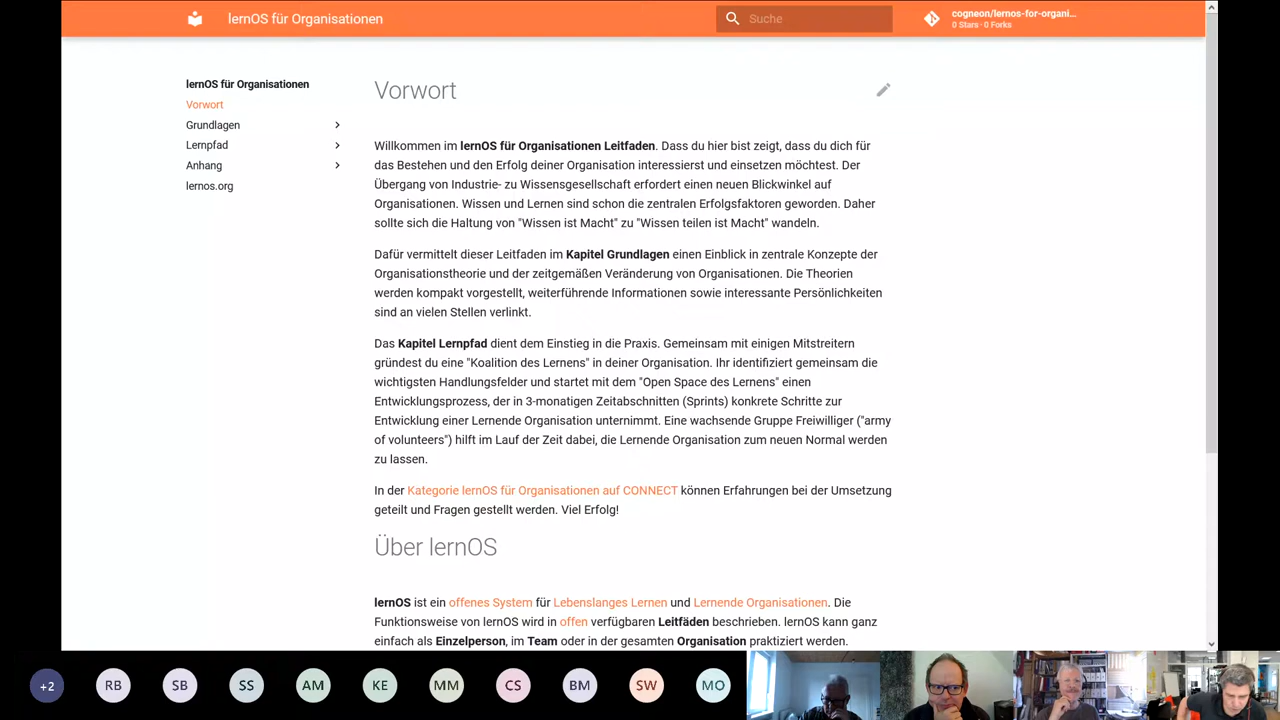 lernOS für Organisationen
Suche
cogneon/lernos-for-organi...
0 Stars · 0 Forks
lernOS für Organisationen
Vorwort
Grundlagen
Lernpfad
Anhang
lernos.org
Vorwort
Willkommen im lernOS für Organisationen Leitfaden. Dass du hier bist zeigt, dass du dich für
das Bestehen und den Erfolg deiner Organisation interessierst und einsetzen möchtest. Der
Übergang von Industrie- zu Wissensgesellschaft erfordert einen neuen Blickwinkel auf
Organisationen. Wissen und Lernen sind schon die zentralen Erfolgsfaktoren geworden. Daher
sollte sich die Haltung von "Wissen ist Macht" zu "Wissen teilen ist Macht" wandeln.
Dafür vermittelt dieser Leitfaden im Kapitel Grundlagen einen Einblick in zentrale Konzepte der
Organisationstheorie und der zeitgemäßen Veränderung von Organisationen. Die Theorien
werden kompakt vorgestellt, weiterführende Informationen sowie interessante Persönlichkeiten
sind an vielen Stellen verlinkt.
Das Kapitel Lernpfad dient dem Einstieg in die Praxis. Gemeinsam mit einigen Mitstreitern
gründest du eine "Koalition des Lernens" in deiner Organisation. Ihr identifiziert gemeinsam die
wichtigsten Handlungsfelder und startet mit dem "Open Space des Lernens" einen
Entwicklungsprozess, der in 3-monatigen Zeitabschnitten (Sprints) konkrete Schritte zur
Entwicklung einer Lernende Organisation unternimmt. Eine wachsende Gruppe Freiwilliger ("army
of volunteers") hilft im Lauf der Zeit dabei, die Lernende Organisation zum neuen Normal werden
zu lassen.
In der Kategorie lernOS für Organisationen auf CONNECT können Erfahrungen bei der Umsetzung
geteilt und Fragen gestellt werden. Viel Erfolg!
Über lernOS
lernOS ist ein offenes System für Lebenslanges Lernen und Lernende Organisationen. Die
Funktionsweise von lernOS wird in offen verfügbaren Leitfäden beschrieben. lernOS kann ganz
einfach als Einzelperson, im Team oder in der gesamten Organisation praktiziert werden.
+2
RB
SB
SS
AM
KE
MM
CS
BM
SW
MO